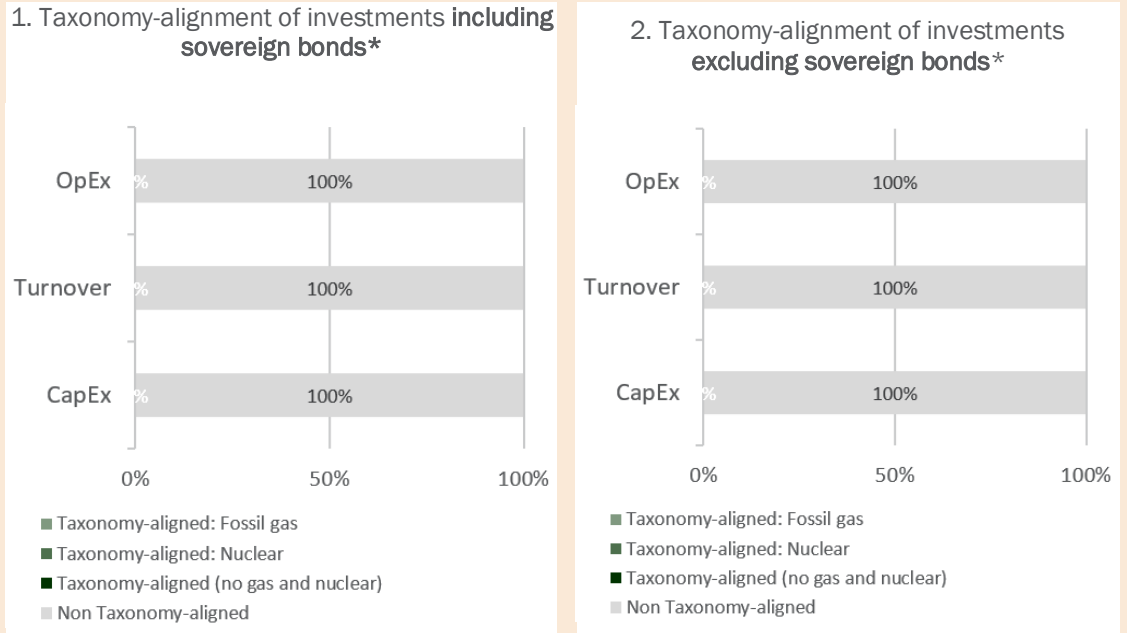 1. Taxonomy-alignment of investments including
sovereign bonds*
OpEx
%
100%
Turnover
%
100%
CapEx
%
100%
0%
50%
100%
Taxonomy-aligned: Fossil gas
Taxonomy-aligned: Nuclear
Taxonomy-aligned (no gas and nuclear)
Non Taxonomy-aligned
2. Taxonomy-alignment of investments
excluding sovereign bonds*
OpEx
%
100%
Turnover
%
100%
CapEx
%
100%
0%
50%
100%
Taxonomy-aligned: Fossil gas
Taxonomy-aligned: Nuclear
Taxonomy-aligned (no gas and nuclear)
Non Taxonomy-aligned